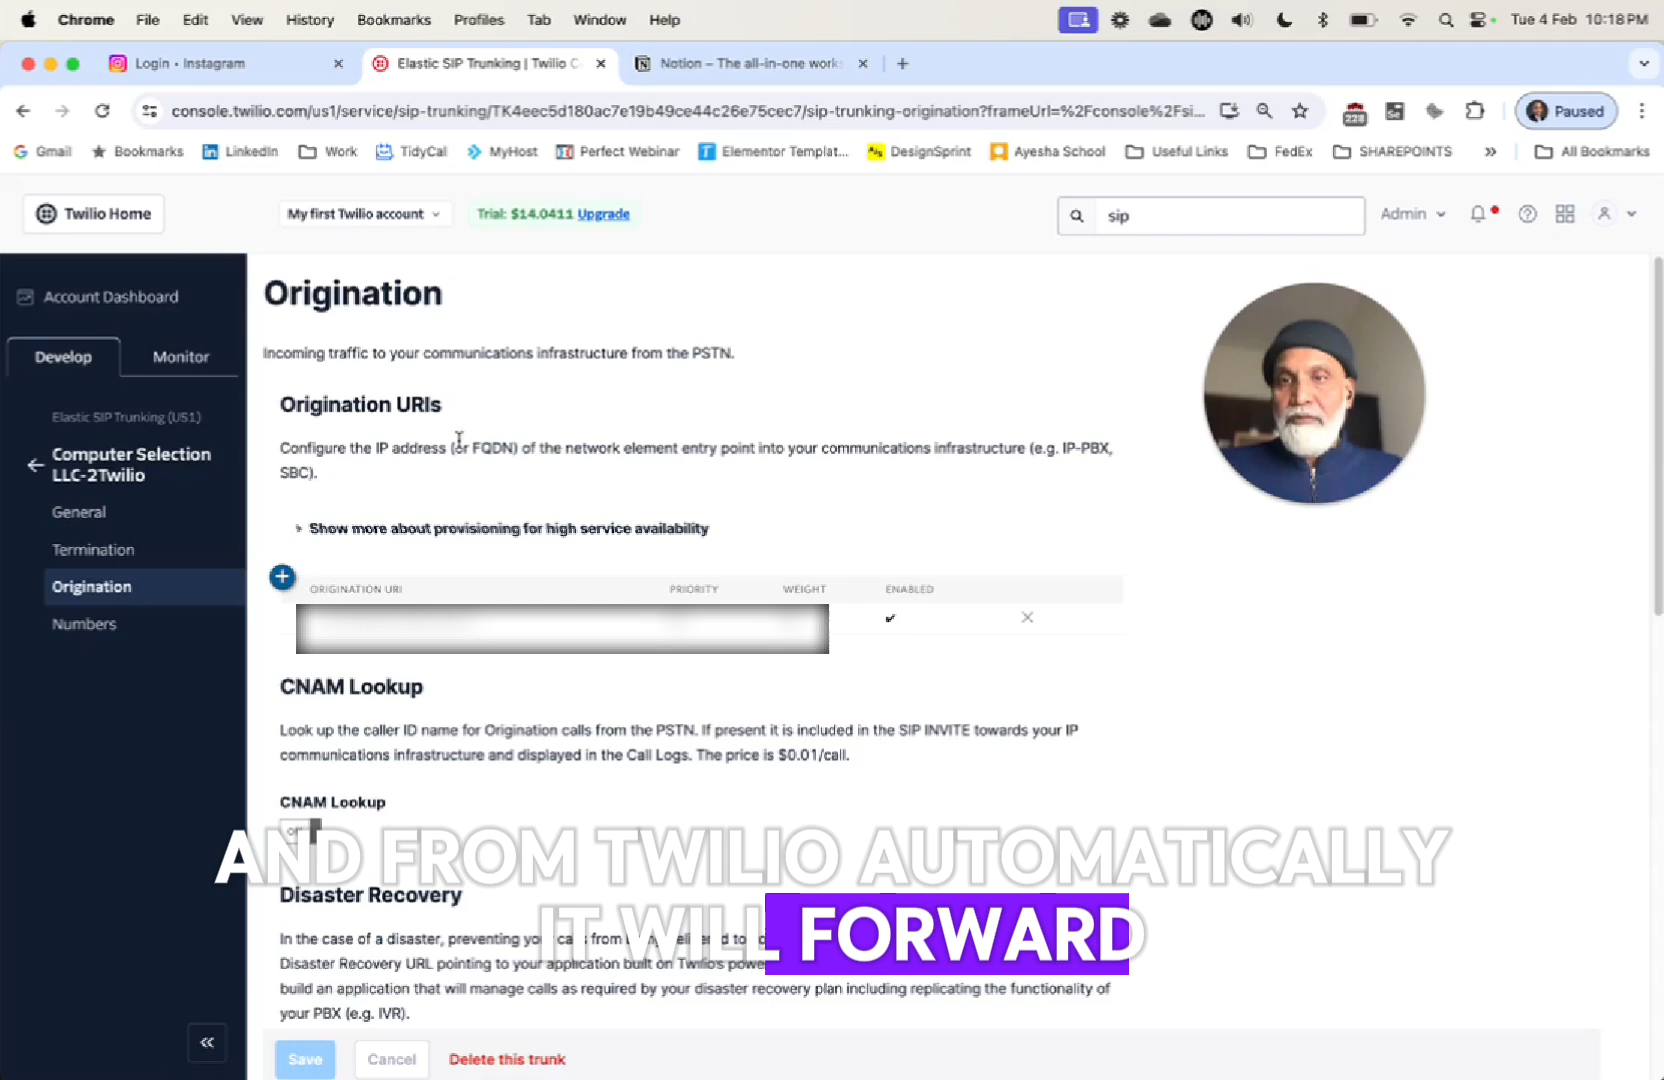 Chrome File Edit View History Bookmarks Profiles Tab Window Help Tue 4 Feb 10:18 PM
Login • Instagram Elastic SIP Trunking | Twilio C Notion – The all-in-one works
console.twilio.com/us1/service/sip-trunking/TK4eec5d180ac7e19b49ce44c26e75cec7/sip-trunking-origination?frameUrl=%2Fconsole%2Fsi... 228 Se Paused
Gmail Bookmarks LinkedIn Work TidyCal MyHost Perfect Webinar Elementor Templat... DesignSprint Ayesha School Useful Links FedEx SHAREPOINTS » All Bookmarks
Twilio Home My first Twilio account Trial: $14.0411 Upgrade sip Admin
Account Dashboard
Develop Monitor
Elastic SIP Trunking (US1)
Computer Selection
LLC-2Twilio
General
Termination
Origination
Numbers
Origination
Incoming traffic to your communications infrastructure from the PSTN.
Origination URIs
Configure the IP address (or FQDN) of the network element entry point into your communications infrastructure (e.g. IP-PBX,
SBC).
Show more about provisioning for high service availability
ORIGINATION URI PRIORITY WEIGHT ENABLED
CNAM Lookup
Look up the caller ID name for Origination calls from the PSTN. If present it is included in the SIP INVITE towards your IP
communications infrastructure and displayed in the Call Logs. The price is $0.01/call.
CNAM Lookup
AND FROM TWILIO AUTOMATICALLY
IT WILL FORWARD
Disaster Recovery
In the case of a disaster, preventing
Disaster Recovery URL pointing to your application built on Twilio's
build an application that will manage calls as required by your disaster recovery plan including replicating the functionality of
your PBX (e.g. IVR).
Save Cancel Delete this trunk